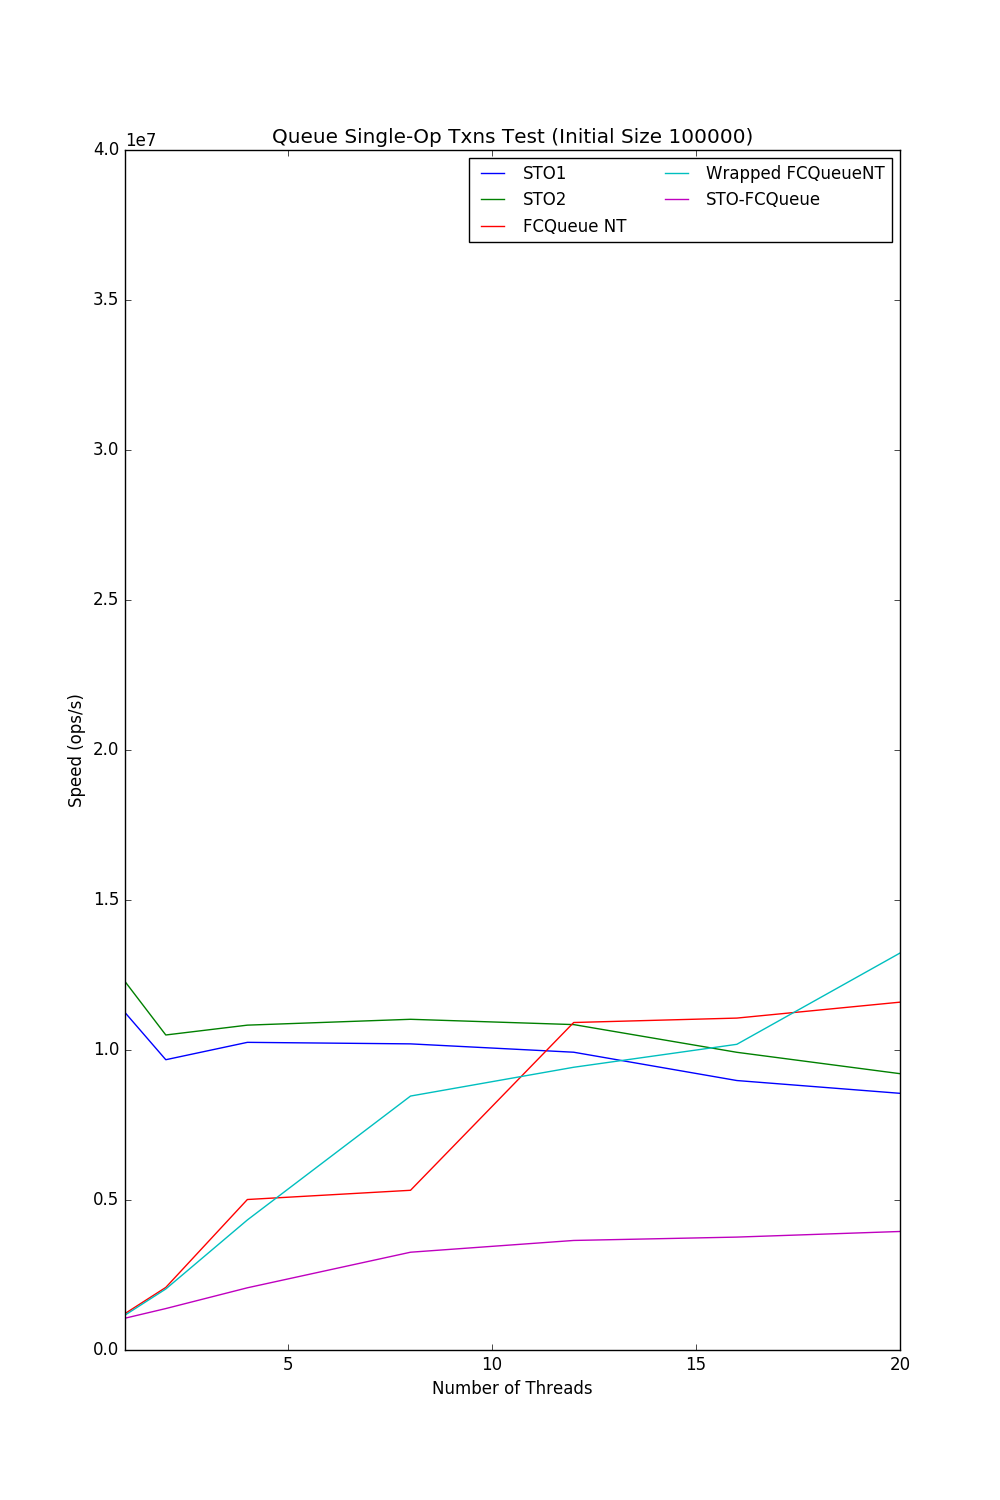 Queue Single-Op Txns Test (Initial Size 100000)
1e7
STO1
STO2
FCQueue NT
Wrapped FCQueueNT
STO-FCQueue
4.0
3.5
3.0
2.5
2.0
1.5
1.0
0.5
0.0
Speed (ops/s)
5 10 15 20
Number of Threads